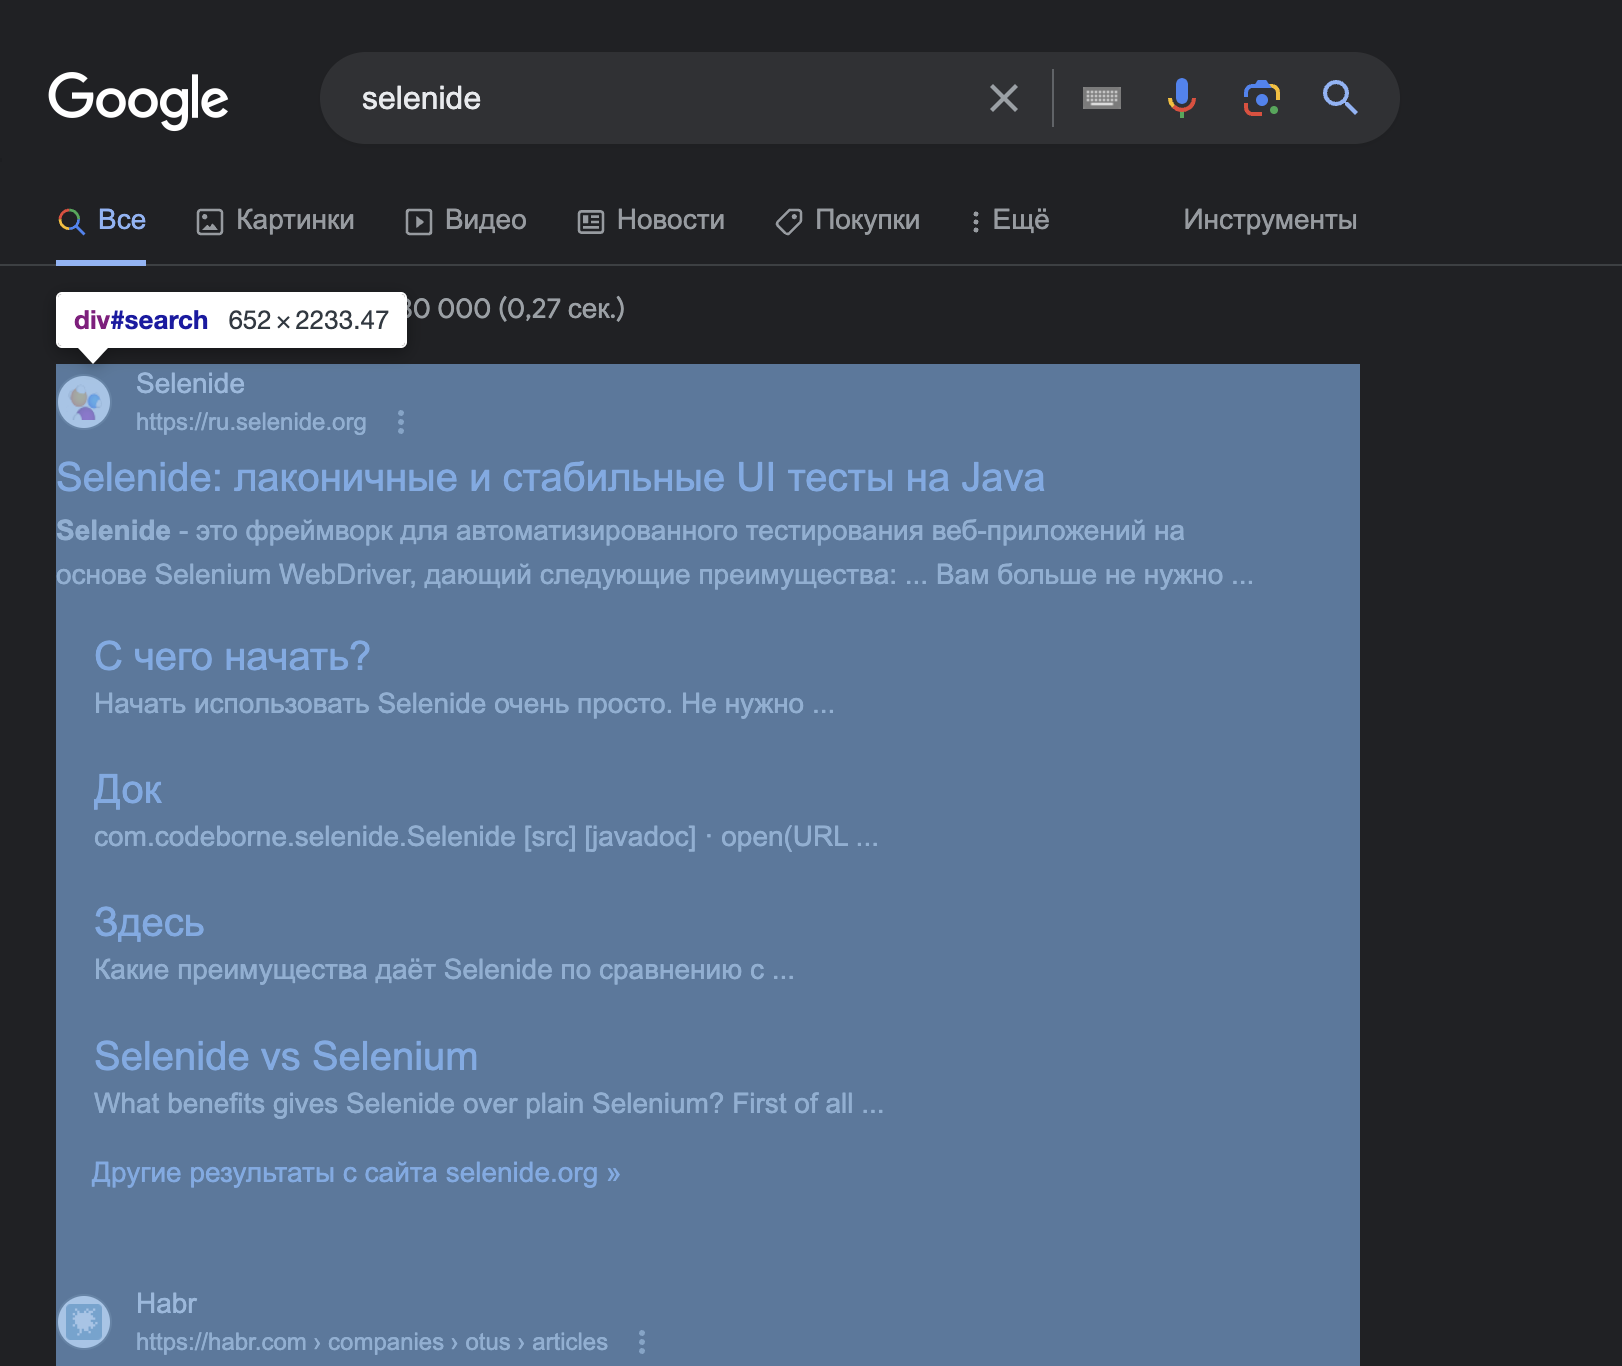 Google
selenide
Все
Картинки
Видео
Новости
Покупки
Ещё
Инструменты
div#search 652 × 2233.47
30 000 (0,27 сек.)
Selenide
https://ru.selenide.org
Selenide: лаконичные и стабильные UI тесты на Java
Selenide - это фреймворк для автоматизированного тестирования веб-приложений на
основе Selenium WebDriver, дающий следующие преимущества: ... Вам больше не нужно ...
С чего начать?
Начать использовать Selenide очень просто. Не нужно ...
Док
com.codeborne.selenide.Selenide [src] [javadoc] · open(URL ...
Здесь
Какие преимущества даёт Selenide по сравнению с ...
Selenide vs Selenium
What benefits gives Selenide over plain Selenium? First of all ...
Другие результаты с сайта selenide.org »
Habr
https://habr.com › companies › otus › articles